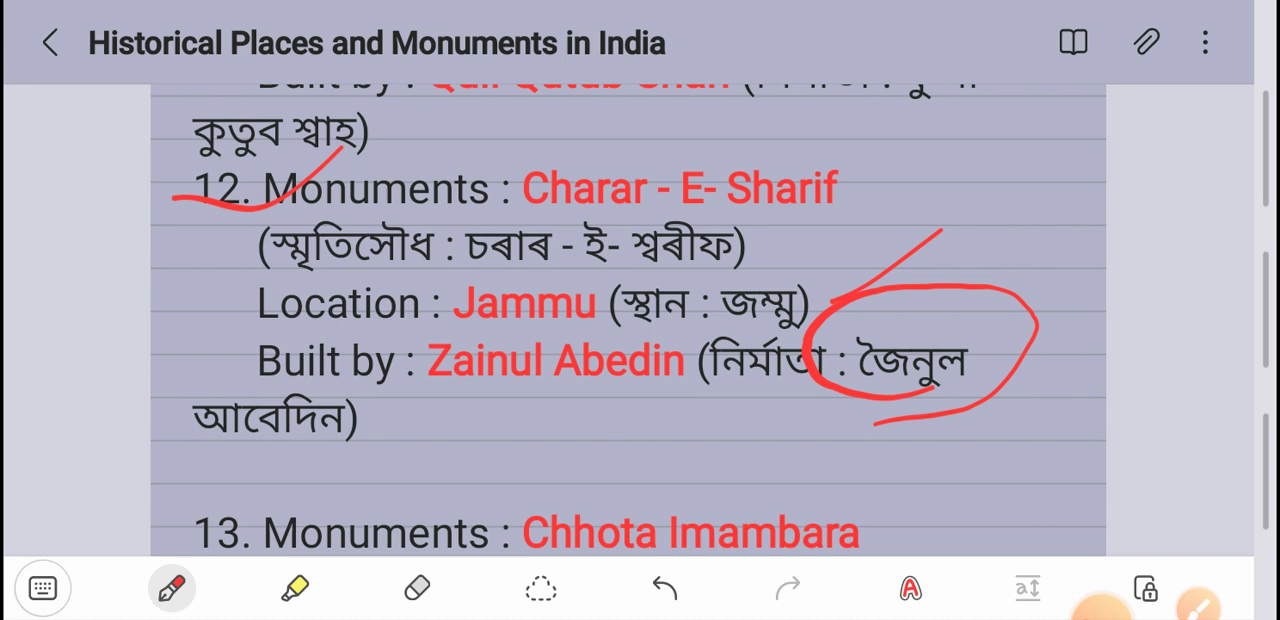 Historical Places and Monuments in India
কুতুব শ্বাহ)
12. Monuments : Charar - E- Sharif
(স্মৃতিসৌধ : চৰাৰ - ই- শ্বৰীফ)
Location : Jammu (স্থান : জম্মু)
Built by : Zainul Abedin (নিৰ্মাতা : জৈনুল
আবেদিন)
13. Monuments : Chhota Imambara